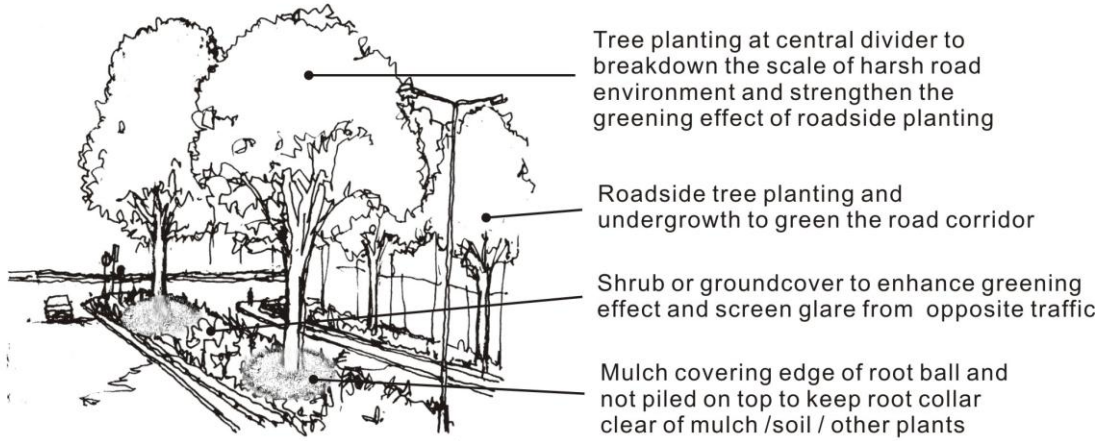 Tree planting at central divider to
breakdown the scale of harsh road
environment and strengthen the
greening effect of roadside planting
Roadside tree planting and
undergrowth to green the road corridor
Shrub or groundcover to enhance greening
effect and screen glare from opposite traffic
Mulch covering edge of root ball and
not piled on top to keep root collar
clear of mulch /soil / other plants